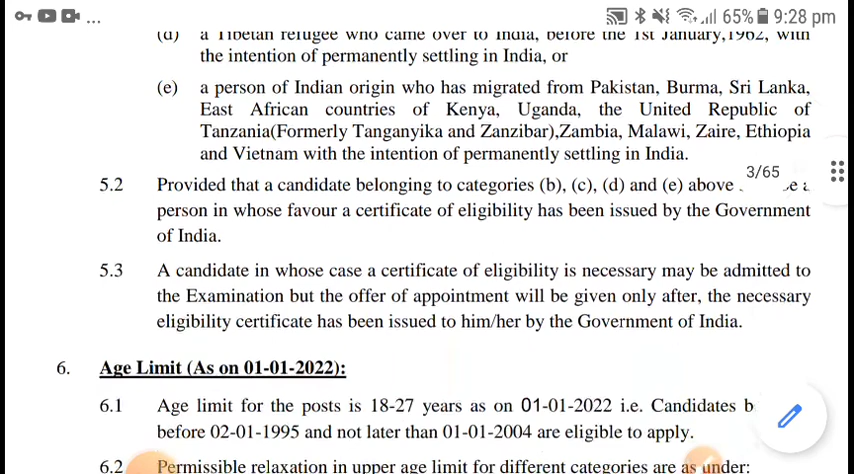 ... 65% 9:28 pm
(d) a Tibetan refugee who came over to India, before the 1st January,1962, with
the intention of permanently settling in India, or
(e) a person of Indian origin who has migrated from Pakistan, Burma, Sri Lanka,
East African countries of Kenya, Uganda, the United Republic of
Tanzania(Formerly Tanganyika and Zanzibar),Zambia, Malawi, Zaire, Ethiopia
and Vietnam with the intention of permanently settling in India.
3/65
5.2 Provided that a candidate belonging to categories (b), (c), (d) and (e) above
person in whose favour a certificate of eligibility has been issued by the Government
of India.
5.3 A candidate in whose case a certificate of eligibility is necessary may be admitted to
the Examination but the offer of appointment will be given only after, the necessary
eligibility certificate has been issued to him/her by the Government of India.
6. Age Limit (As on 01-01-2022):
6.1 Age limit for the posts is 18-27 years as on 01-01-2022 i.e. Candidates b
before 02-01-1995 and not later than 01-01-2004 are eligible to apply.
6.2 Permissible relaxation in upper age limit for different categories are as under: